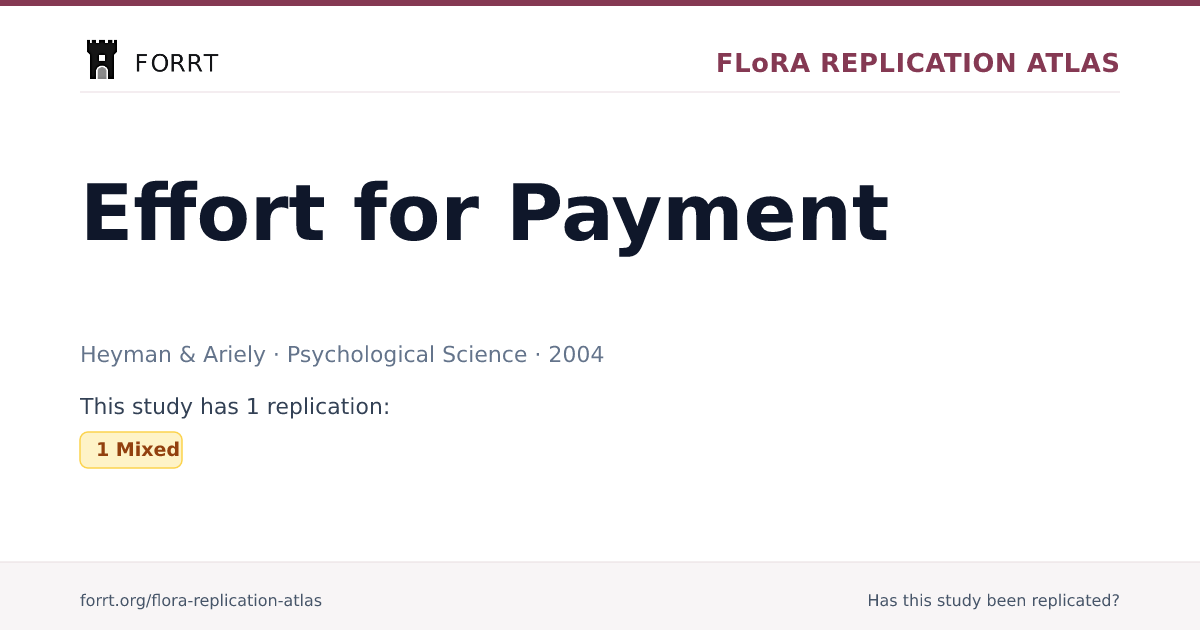 FORRT
FLoRA REPLICATION ATLAS
Effort for Payment
Heyman & Ariely · Psychological Science · 2004
This study has 1 replication:
1 Mixed
forrt.org/flora-replication-atlas
Has this study been replicated?